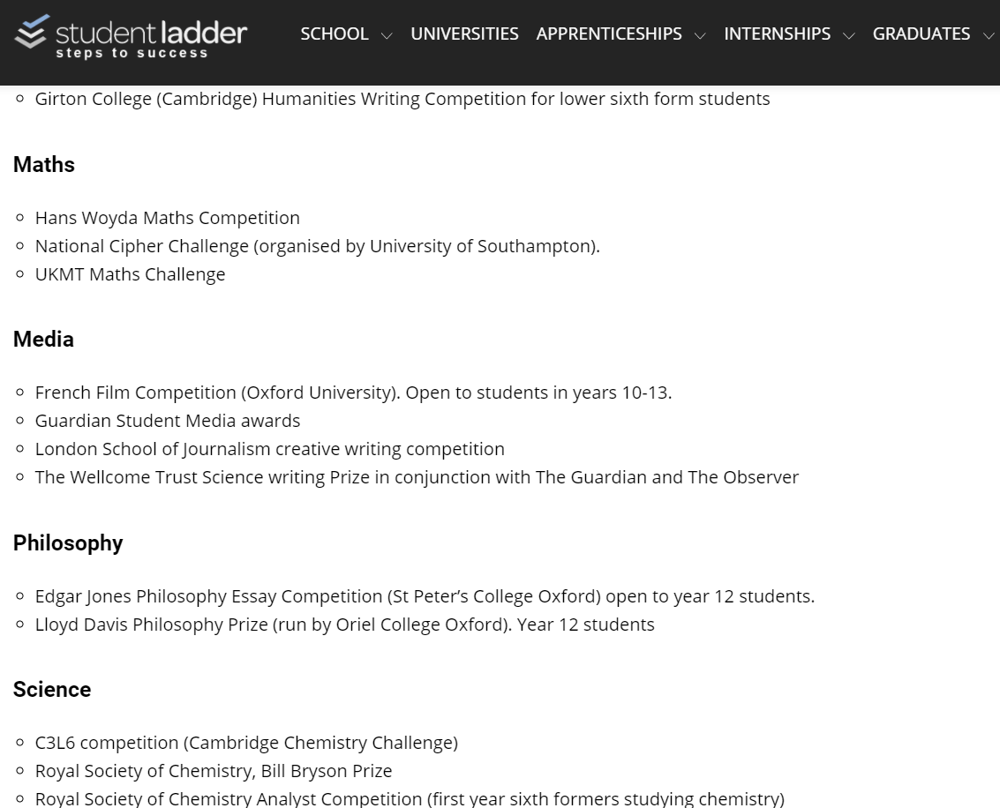 student ladder
steps to success
SCHOOL UNIVERSITIES APPRENTICESHIPS INTERNSHIPS GRADUATES
Girton College (Cambridge) Humanities Writing Competition for lower sixth form students
Maths
Hans Woyda Maths Competition
National Cipher Challenge (organised by University of Southampton).
UKMT Maths Challenge
Media
French Film Competition (Oxford University). Open to students in years 10-13.
Guardian Student Media awards
London School of Journalism creative writing competition
The Wellcome Trust Science writing Prize in conjunction with The Guardian and The Observer
Philosophy
Edgar Jones Philosophy Essay Competition (St Peter’s College Oxford) open to year 12 students.
Lloyd Davis Philosophy Prize (run by Oriel College Oxford). Year 12 students
Science
C3L6 competition (Cambridge Chemistry Challenge)
Royal Society of Chemistry, Bill Bryson Prize
Royal Society of Chemistry Analyst Competition (first year sixth formers studying chemistry)